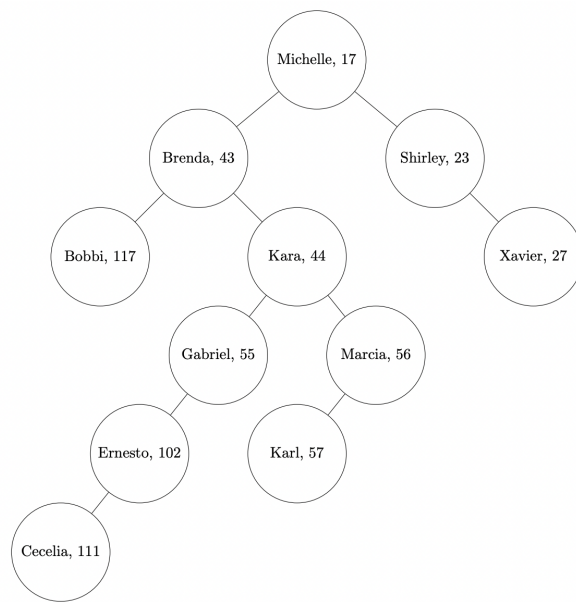 Michelle, 17
Brenda, 43
Shirley, 23
Bobbi, 117
Kara, 44
Xavier, 27
Gabriel, 55
Marcia, 56
Ernesto, 102
Karl, 57
Cecelia, 111